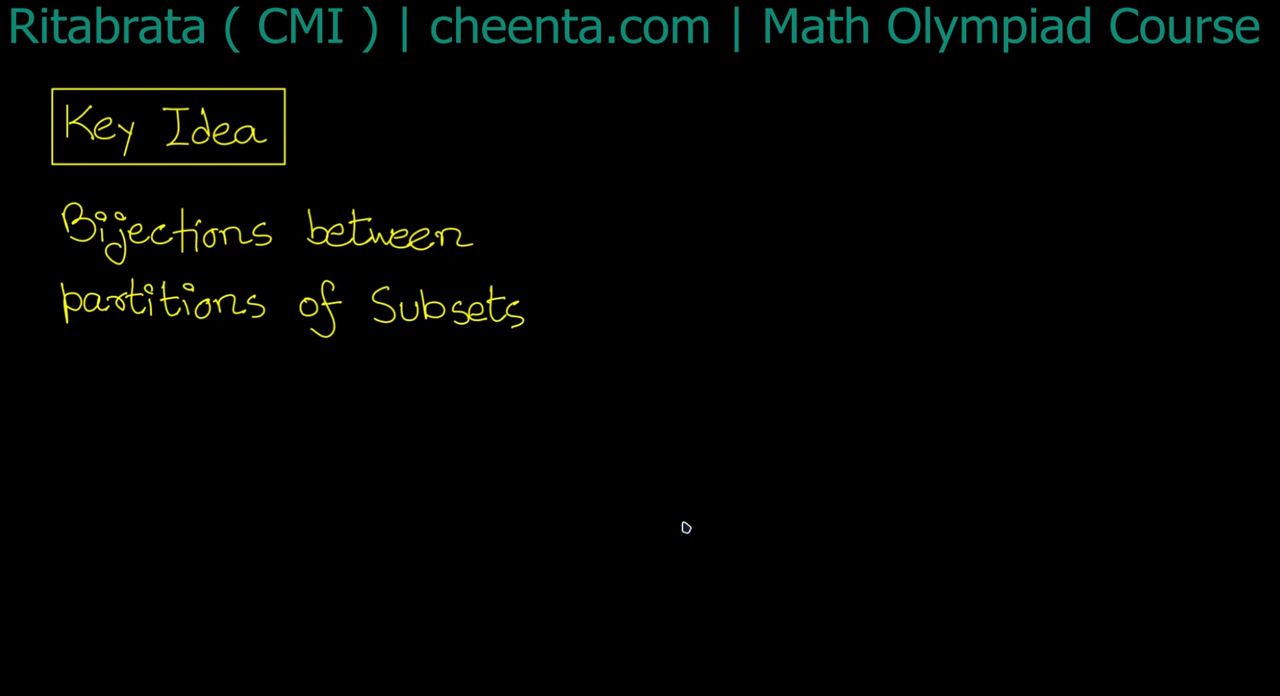 Ritabrata ( CMI ) | cheenta.com | Math Olympiad Course
Key Idea
Bijections between
partitions of Subsets